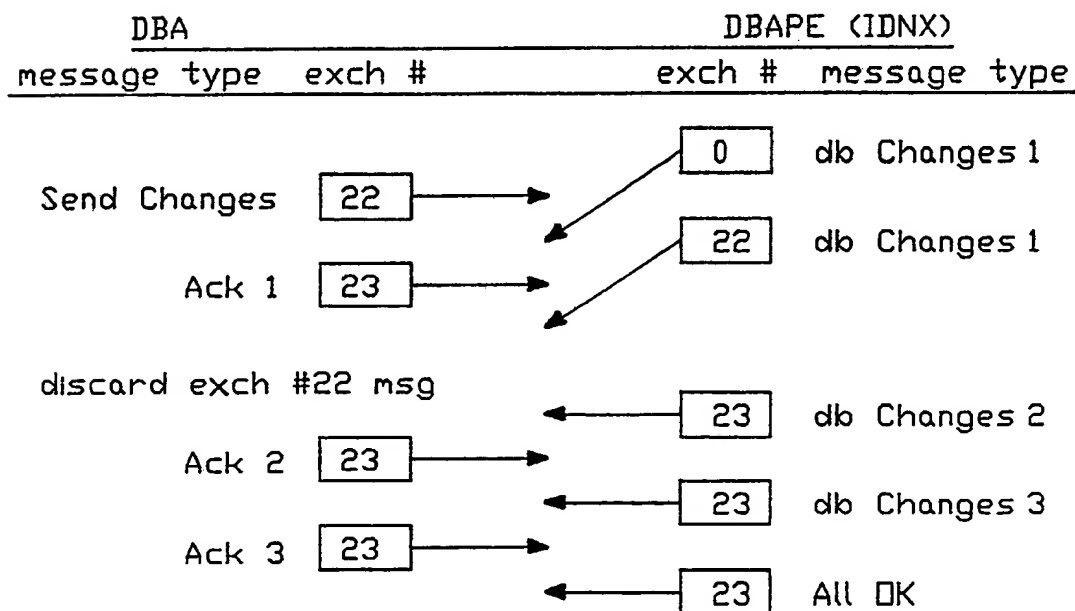 DBA DBAPE (IDNX)
message type exch # exch # message type
0 db Changes 1
Send Changes 22
22 db Changes 1
Ack 1 23
discard exch #22 msg
23 db Changes 2
Ack 2 23
23 db Changes 3
Ack 3 23
23 All OK